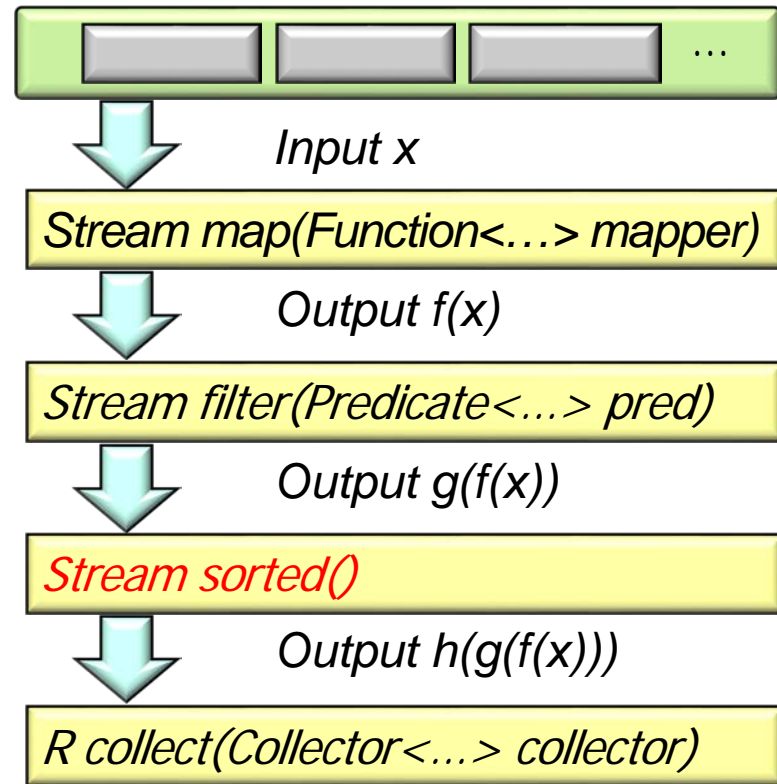 …
Input x
Stream map(Function<…> mapper)
Output f(x)
Stream filter(Predicate<…> pred)
Output g(f(x))
Stream sorted()
Output h(g(f(x)))
R collect(Collector<…> collector)